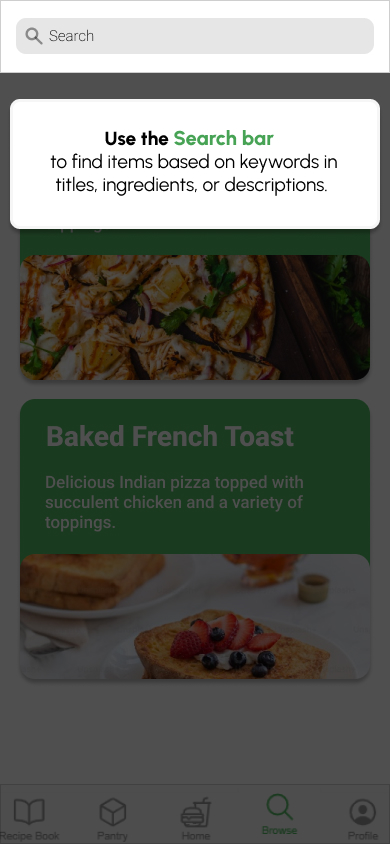 Search
Use the Search bar
to find items based on keywords in
titles, ingredients, or descriptions.
Baked French Toast
Delicious Indian pizza topped with
succulent chicken and a variety of
toppings.
Recipe Book
Pantry
Home
Browse
Profile